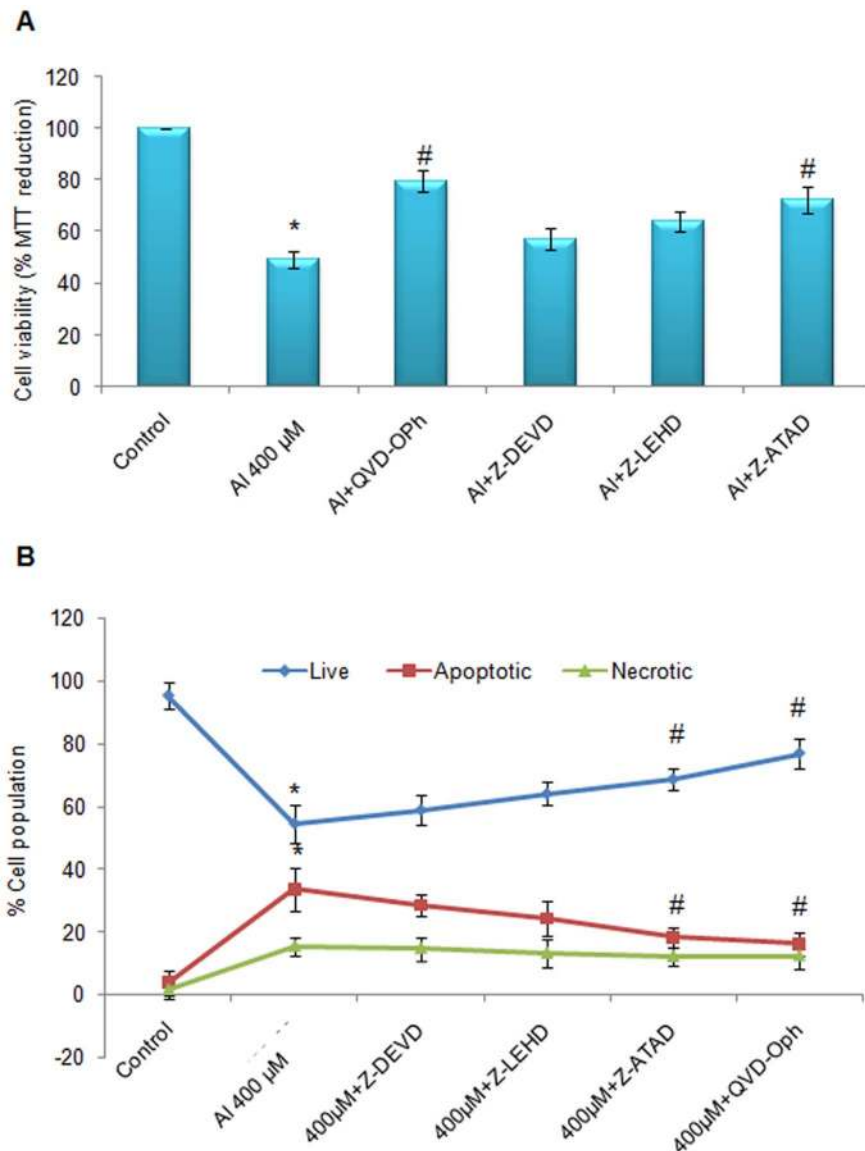 A
Cell viability (% MTT reduction)
120
100
80
60
40
20
0
*
#
#
Control
Al 400 µM
Al+QVD-OPh
Al+Z-DEVD
Al+Z-LEHD
Al+Z-ATAD
B
% Cell population
120
100
80
60
40
20
0
-20
Live
Apoptotic
Necrotic
*
*
#
#
#
#
Control
Al 400 µM
400µM+Z-DEVD
400µM+Z-LEHD
400µM+Z-ATAD
400µM+QVD-Oph